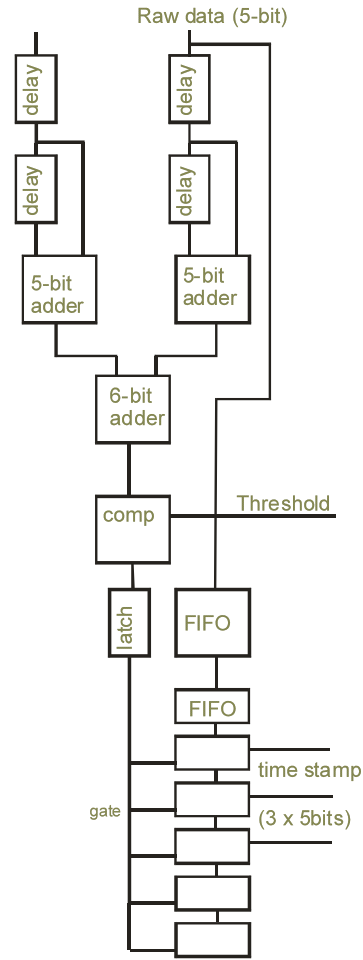 Raw data (5-bit)
delay
delay
delay
delay
5-bit
adder
5-bit
adder
6-bit
adder
comp
Threshold
latch
FIFO
FIFO
time stamp
gate
(3 x 5bits)